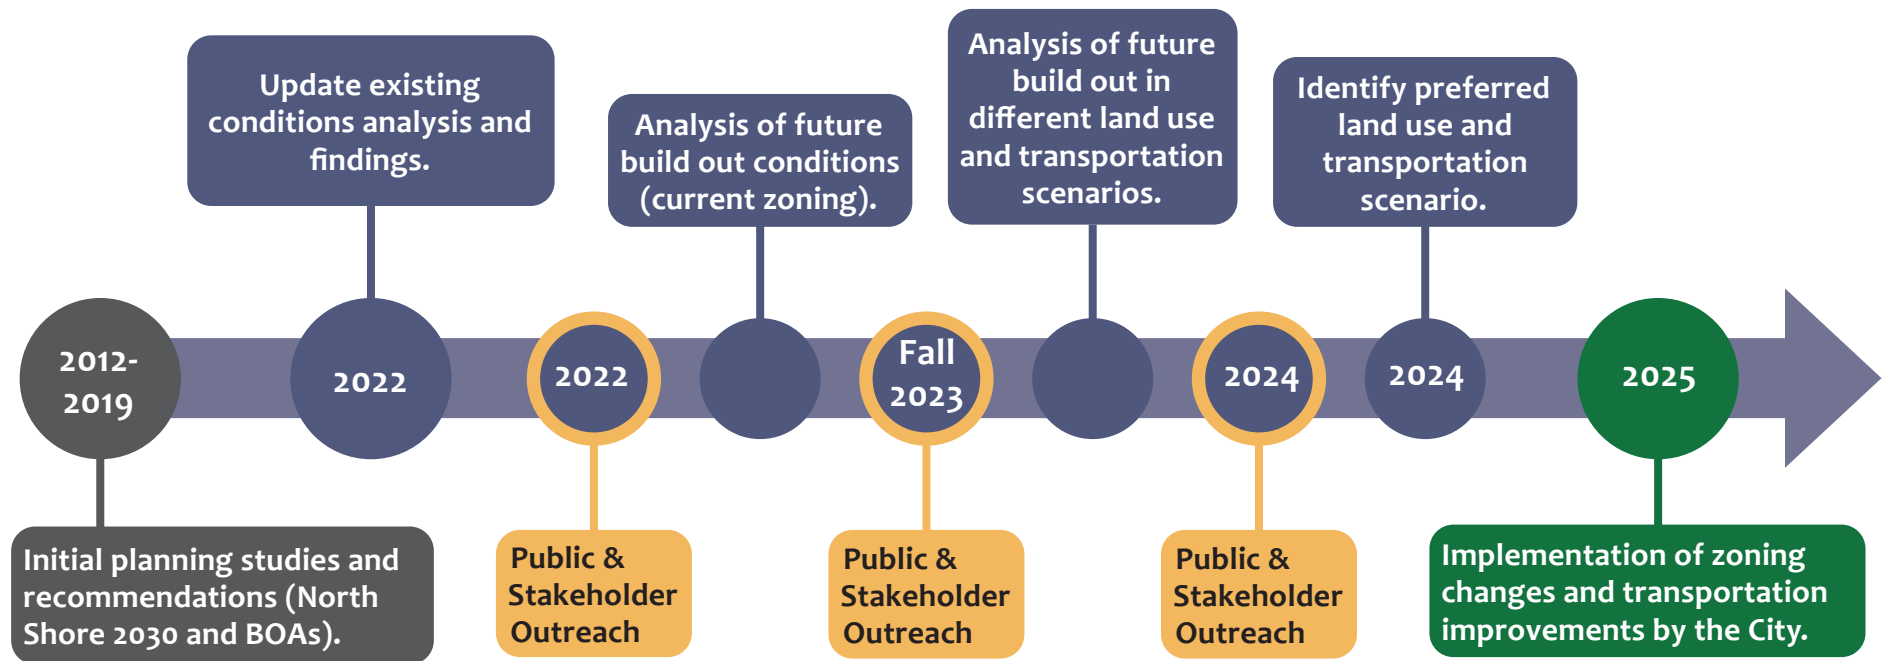 Update existing
conditions analysis and
findings.
Analysis of future
build out conditions
(current zoning).
Analysis of future
build out in
different land use
and transportation
scenarios.
Identify preferred
land use and
transportation
scenario.
2012-
2019
2022
2022
Fall
2023
2024
2024
2025
Initial planning studies and
recommendations (North
Shore 2030 and BOAs).
Public &
Stakeholder
Outreach
Public &
Stakeholder
Outreach
Public &
Stakeholder
Outreach
Implementation of zoning
changes and transportation
improvements by the City.